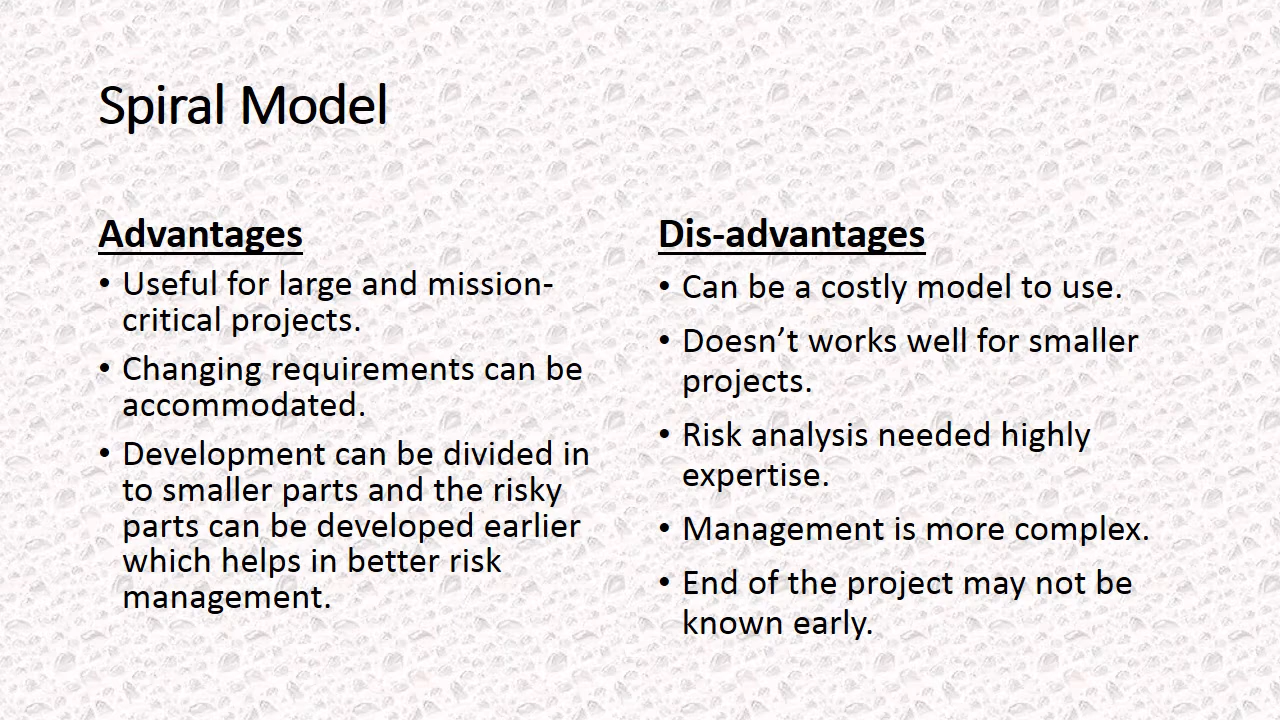 Spiral Model
Advantages
• Useful for large and mission-
critical projects.
• Changing requirements can be
accommodated.
• Development can be divided in
to smaller parts and the risky
parts can be developed earlier
which helps in better risk
management.
Dis-advantages
• Can be a costly model to use.
• Doesn’t works well for smaller
projects.
• Risk analysis needed highly
expertise.
• Management is more complex.
• End of the project may not be
known early.